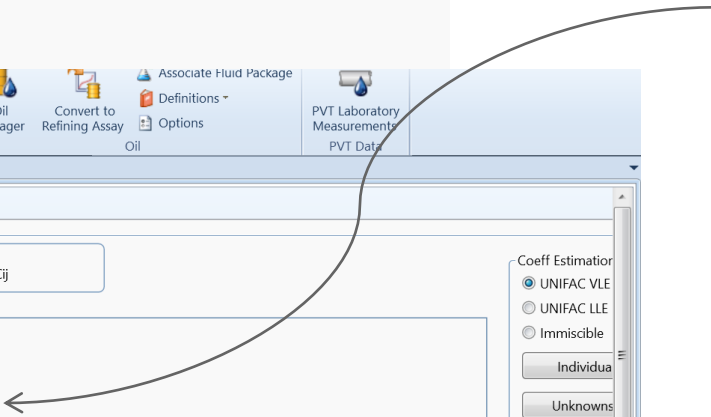 Associate Fluid Package
Definitions
Options
Convert to
Refining Assay
Oil
PVT Laboratory
Measurements
PVT Data
Coeff Estimation
UNIFAC VLE
UNIFAC LLE
Immiscible
Individua
Unknowns